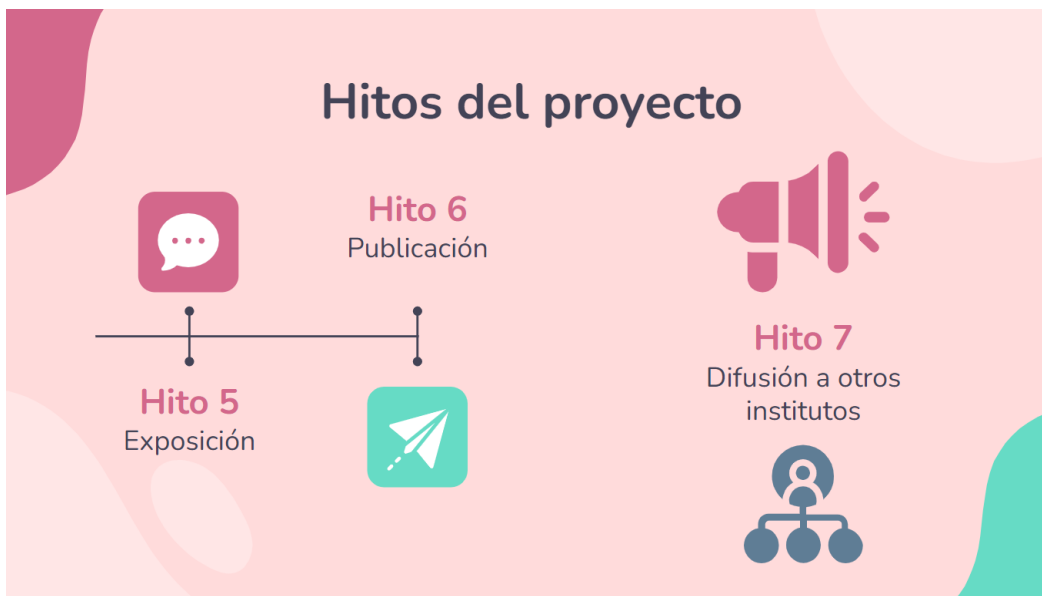 Hitos del proyecto
Hito 5
Exposición
Hito 6
Publicación
Hito 7
Difusión a otros
institutos